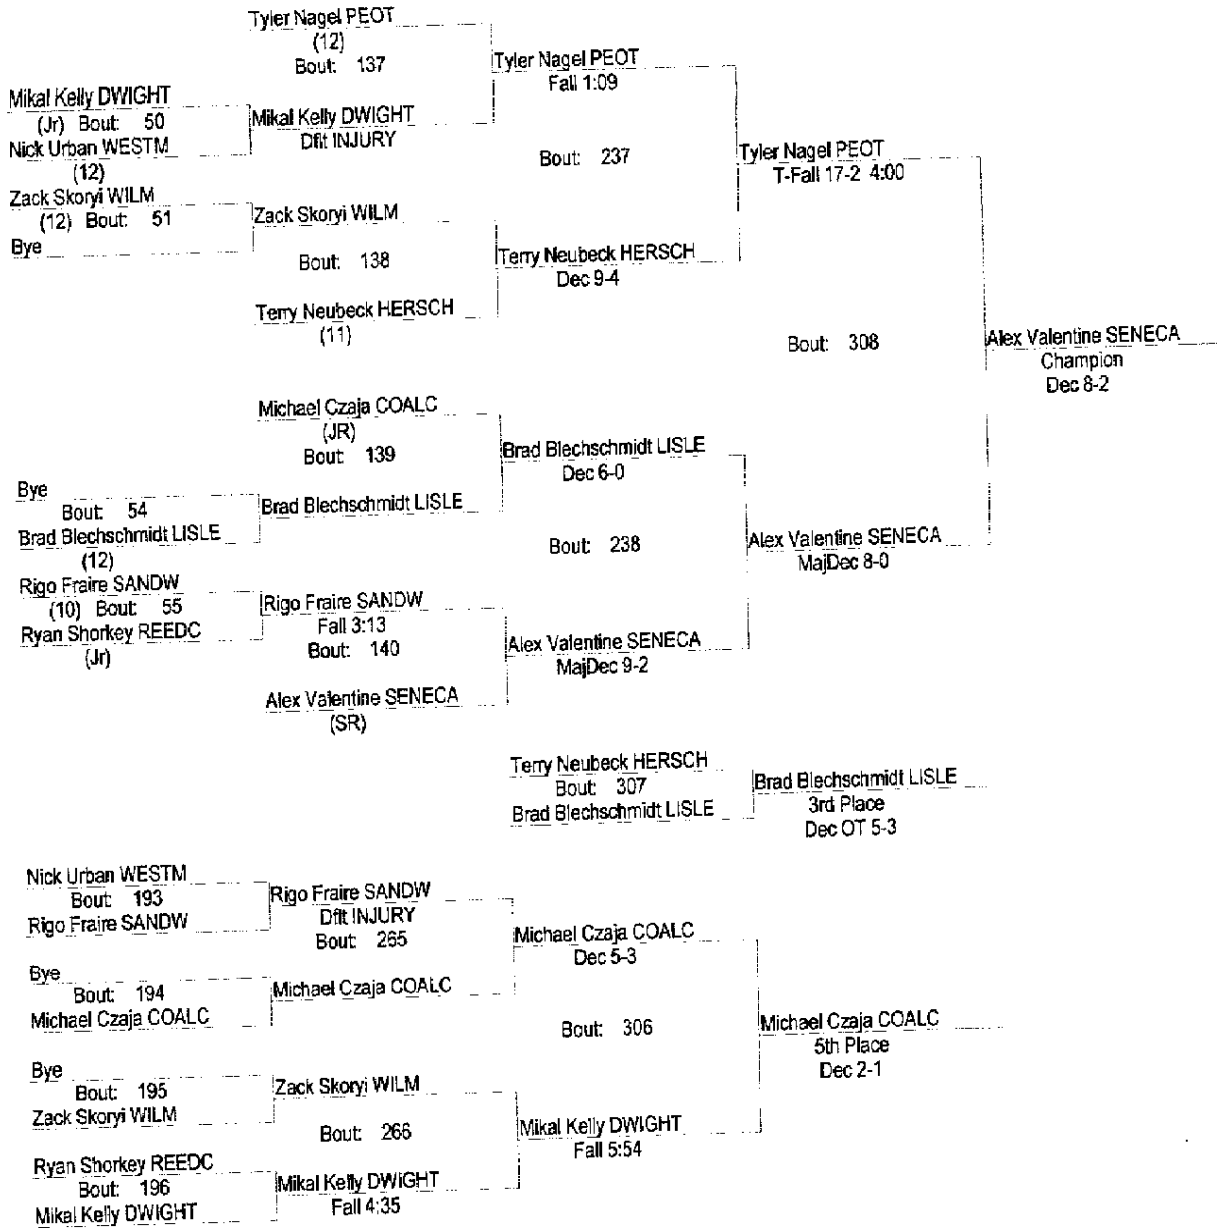 Tyler Nagel PEOT
(12)
Bout: 137
Tyler Nagel PEOT
Fall 1:09
Mikal Kelly DWIGHT
(Jr) Bout: 50
Mikal Kelly DWIGHT
Dflt INJURY
Nick Urban WESTM
(12)
Bout: 237
Tyler Nagel PEOT
T-Fall 17-2 4:00
Zack Skoryi WILM
(12) Bout: 51
Zack Skoryi WILM
Bye
Bout: 138
Terry Neubeck HERSCH
Dec 9-4
Terry Neubeck HERSCH
(11)
Bout: 308
Alex Valentine SENECA
Champion
Dec 8-2
Michael Czaja COALC
(JR)
Bout: 139
Brad Blechschmidt LISLE
Dec 6-0
Bye
Bout: 54
Brad Blechschmidt LISLE
Brad Blechschmidt LISLE
(12)
Bout: 238
Alex Valentine SENECA
MajDec 8-0
Rigo Fraire SANDW
(10) Bout: 55
Rigo Fraire SANDW
Fall 3:13
Ryan Shorkey REEDC
(Jr)
Bout: 140
Alex Valentine SENECA
MajDec 9-2
Alex Valentine SENECA
(SR)
Terry Neubeck HERSCH
Bout: 307
Brad Blechschmidt LISLE
Brad Blechschmidt LISLE
3rd Place
Dec OT 5-3
Nick Urban WESTM
Bout: 193
Rigo Fraire SANDW
Rigo Fraire SANDW
Dflt INJURY
Bout: 265
Michael Czaja COALC
Dec 5-3
Bye
Bout: 194
Michael Czaja COALC
Michael Czaja COALC
Bout: 306
Michael Czaja COALC
5th Place
Dec 2-1
Bye
Bout: 195
Zack Skoryi WILM
Zack Skoryi WILM
Bout: 266
Mikal Kelly DWIGHT
Fall 5:54
Ryan Shorkey REEDC
Bout: 196
Mikal Kelly DWIGHT
Mikal Kelly DWIGHT
Fall 4:35